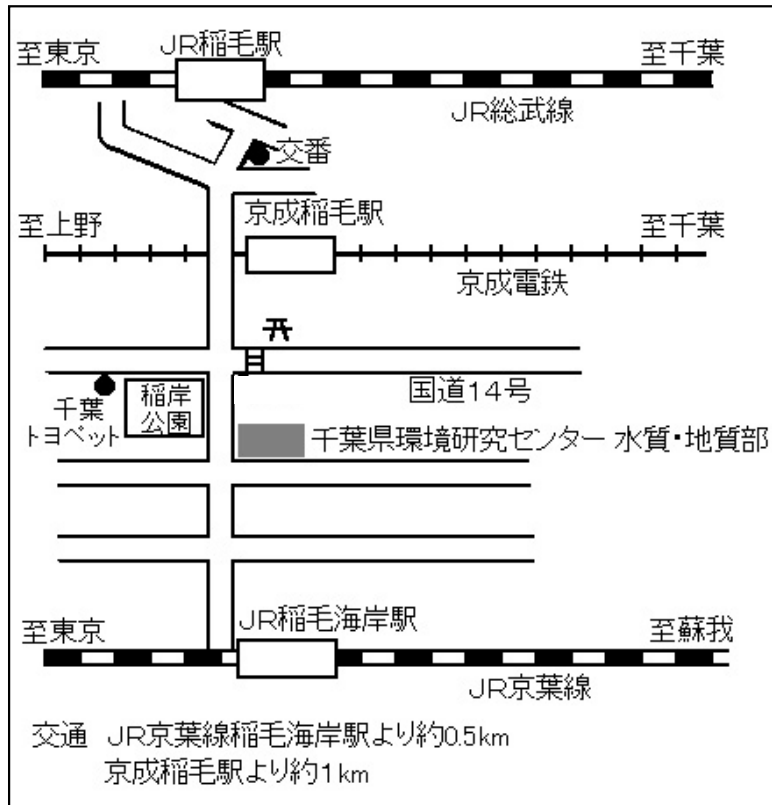 JR稲毛駅
至東京
至千葉
JR総武線
交番
京成稲毛駅
至上野
至千葉
京成電鉄
国道14号
稲岸
公園
千葉
トヨペット
千葉県環境研究センター 水質・地質部
JR稲毛海岸駅
至東京
至蘇我
JR京葉線
交通 JR京葉線稲毛海岸駅より約0.5km
京成稲毛駅より約1km